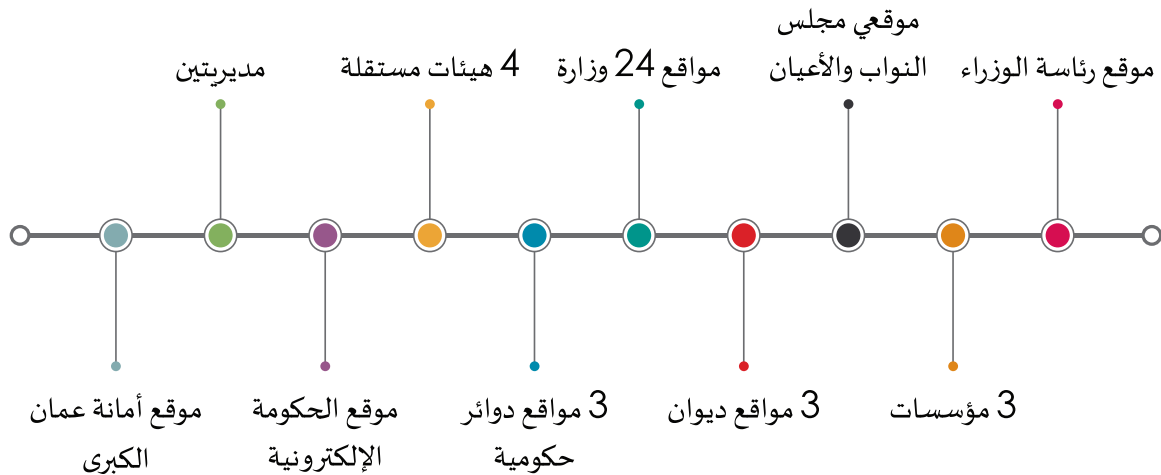 موقع رئاسة الوزراء
3 مؤسسات
موقعي مجلس
النواب والأعيان
3 مواقع ديوان
مواقع 24 وزارة
3 مواقع دوائر
حكومية
4 هيئات مستقلة
موقع الحكومة
الإلكترونية
مديريتين
موقع أمانة عمان
الكبرى